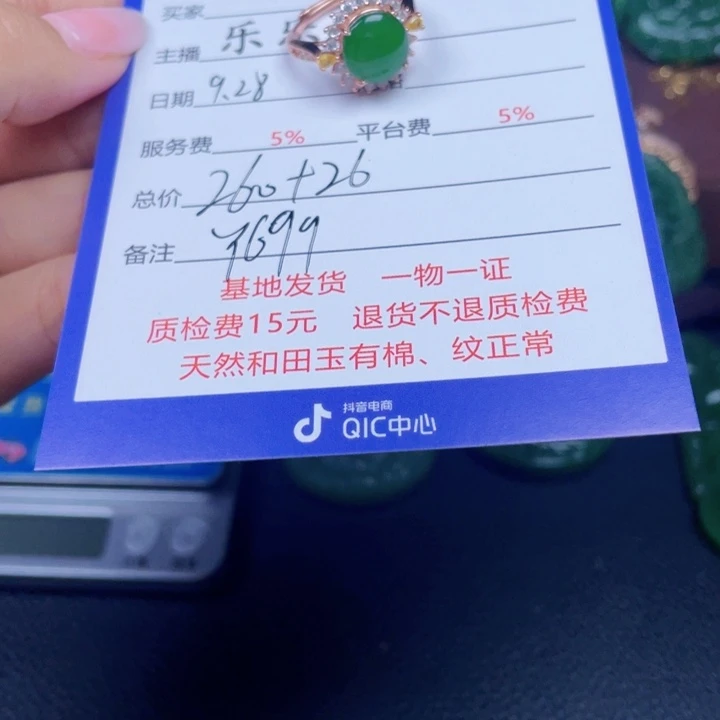 买家
主播 乐乐
日期 9.28
服务费 5% 平台费 5%
总价 260+26
备注 7699
基地发货 一物一证
质检费15元 退货不退质检费
天然和田玉有棉、纹正常
抖音电商
QIC中心